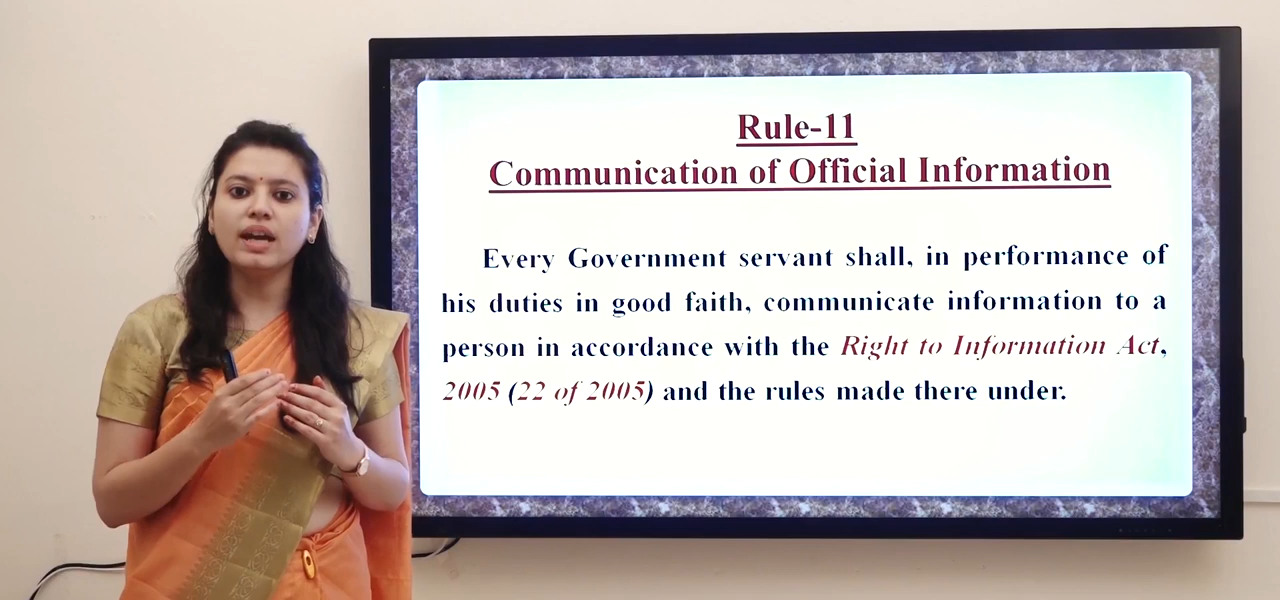 Rule-11
Communication of Official Information
Every Government servant shall, in performance of
his duties in good faith, communicate information to a
person in accordance with the Right to Information Act,
2005 (22 of 2005) and the rules made there under.